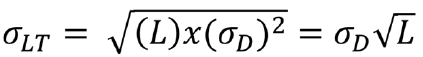 σ_LT = √((L)x(σ_D)²) = σ_D√L